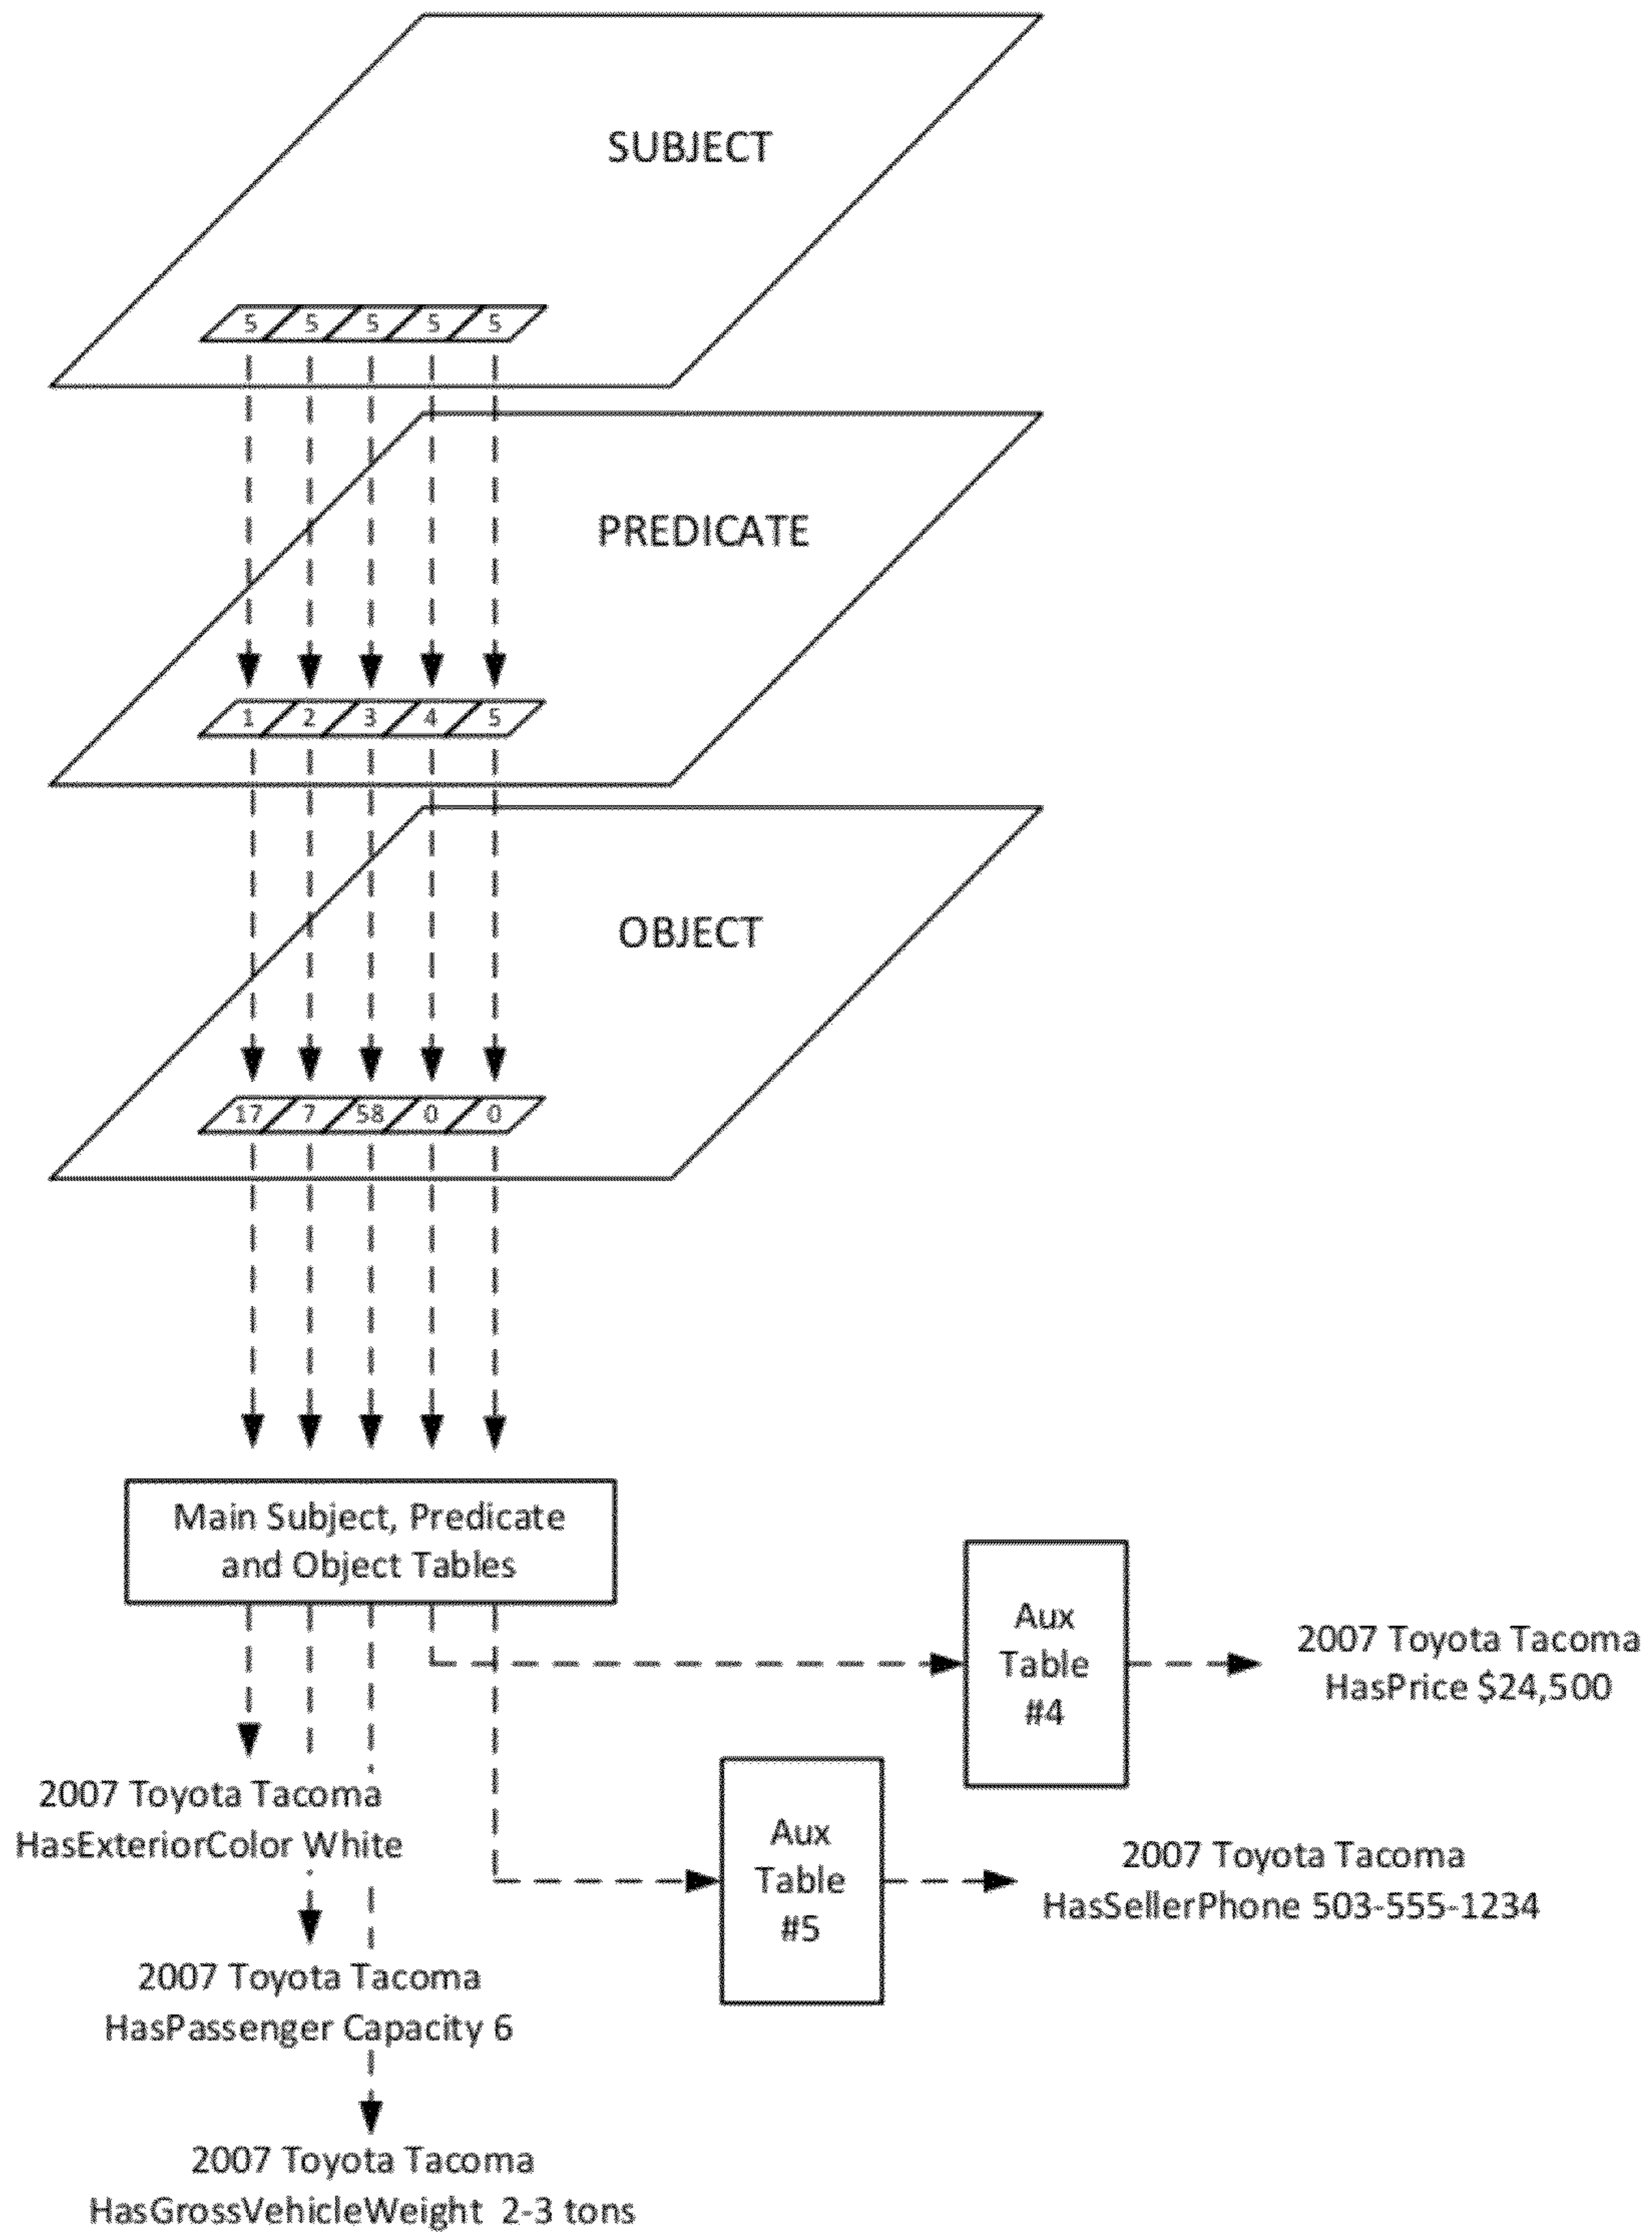 SUBJECT
5 5 5 5 5
PREDICATE
1 2 3 4 5
OBJECT
17 7 58 0 0
Main Subject, Predicate
and Object Tables
Aux
Table
#4
2007 Toyota Tacoma
HasPrice $24,500
2007 Toyota Tacoma
HasExteriorColor White
Aux
Table
#5
2007 Toyota Tacoma
HasSellerPhone 503-555-1234
2007 Toyota Tacoma
HasPassenger Capacity 6
2007 Toyota Tacoma
HasGrossVehicleWeight 2-3 tons